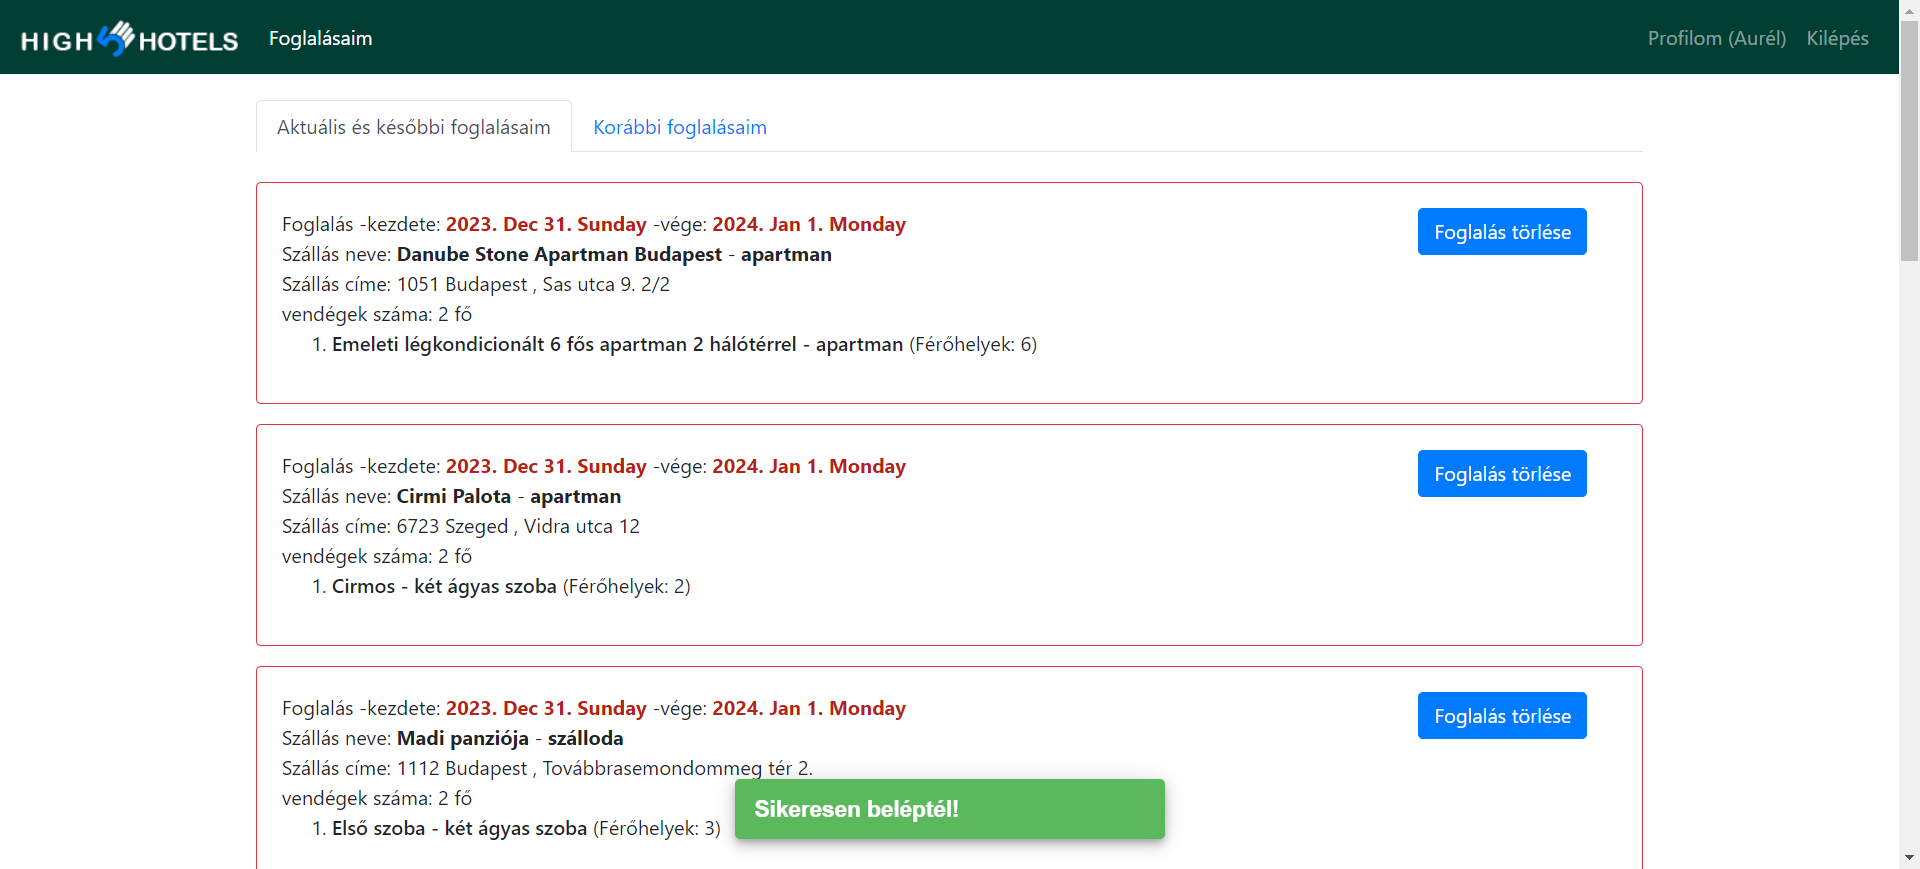 HIGH 5 HOTELS Foglalásaim Profilom (Aurél) Kilépés
Aktuális és későbbi foglalásaim Korábbi foglalásaim
Foglalás -kezdete: 2023. Dec 31. Sunday -vége: 2024. Jan 1. Monday Foglalás törlése
Szállás neve: Danube Stone Apartman Budapest - apartman
Szállás címe: 1051 Budapest , Sas utca 9. 2/2
vendégek száma: 2 fő
1. Emeleti légkondicionált 6 fős apartman 2 hálótérrel - apartman (Férőhelyek: 6)
Foglalás -kezdete: 2023. Dec 31. Sunday -vége: 2024. Jan 1. Monday Foglalás törlése
Szállás neve: Cirmi Palota - apartman
Szállás címe: 6723 Szeged , Vidra utca 12
vendégek száma: 2 fő
1. Cirmos - két ágyas szoba (Férőhelyek: 2)
Foglalás -kezdete: 2023. Dec 31. Sunday -vége: 2024. Jan 1. Monday Foglalás törlése
Szállás neve: Madi panziója - szálloda
Szállás címe: 1112 Budapest , Továbbrasemondommeg tér 2.
vendégek száma: 2 fő
1. Első szoba - két ágyas szoba (Férőhelyek: 3)
Sikeresen beléptél!